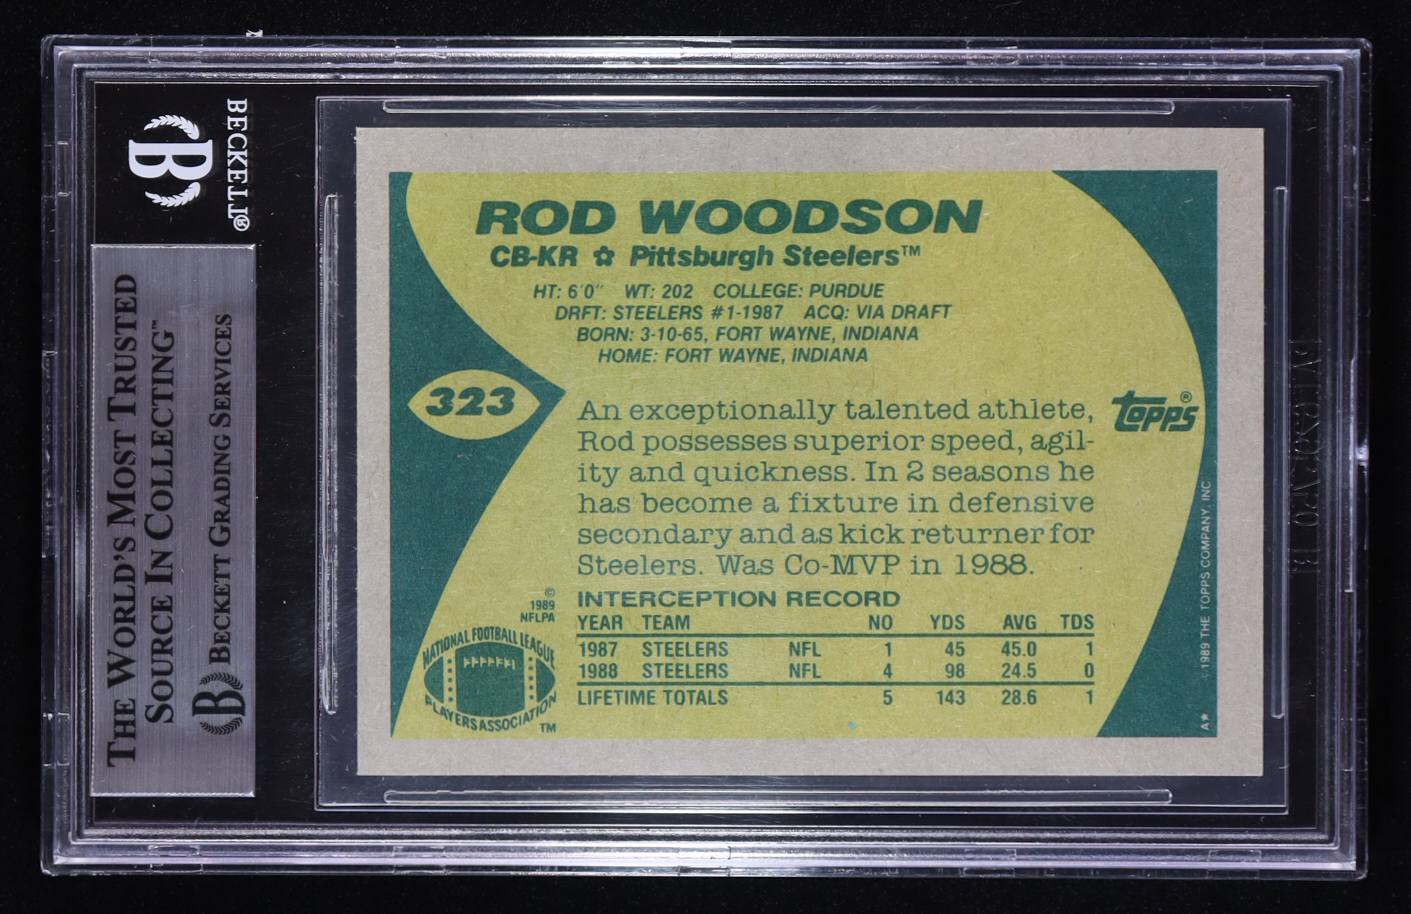 BECKETT®
B
THE WORLD'S MOST TRUSTED
SOURCE IN COLLECTING™
B BECKETT GRADING SERVICES
ROD WOODSON
CB-KR ✿ Pittsburgh Steelers™
HT: 6'0" WT: 202 COLLEGE: PURDUE
DRFT: STEELERS #1-1987 ACQ: VIA DRAFT
BORN: 3-10-65, FORT WAYNE, INDIANA
HOME: FORT WAYNE, INDIANA
323
An exceptionally talented athlete,
Rod possesses superior speed, agil-
ity and quickness. In 2 seasons he
has become a fixture in defensive
secondary and as kick returner for
Steelers. Was Co-MVP in 1988.
topps®
©
1989
NFLPA
NATIONAL FOOTBALL LEAGUE
PLAYERS ASSOCIATION
TM
INTERCEPTION RECORD
YEAR TEAM NO YDS AVG TDS
1987 STEELERS NFL 1 45 45.0 1
1988 STEELERS NFL 4 98 24.5 0
LIFETIME TOTALS 5 143 28.6 1
©1989 THE TOPPS COMPANY, INC
A*